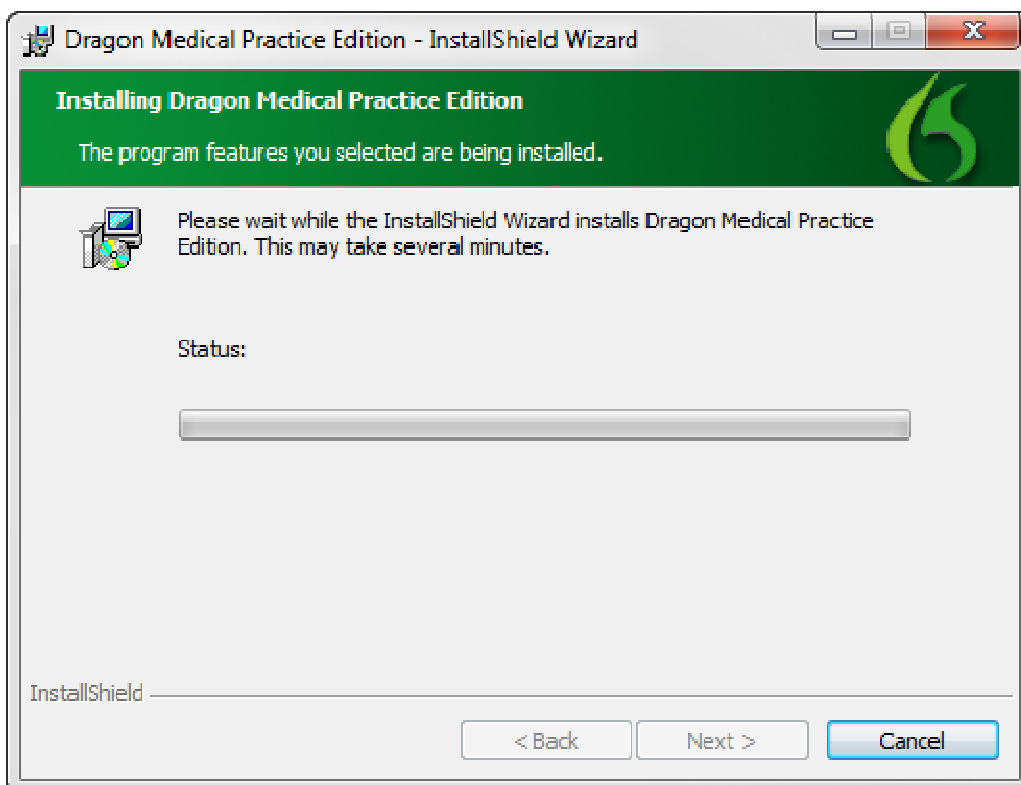 Dragon Medical Practice Edition - InstallShield Wizard
Installing Dragon Medical Practice Edition
The program features you selected are being installed.
Please wait while the InstallShield Wizard installs Dragon Medical Practice
Edition. This may take several minutes.
Status:
InstallShield
< Back
Next >
Cancel